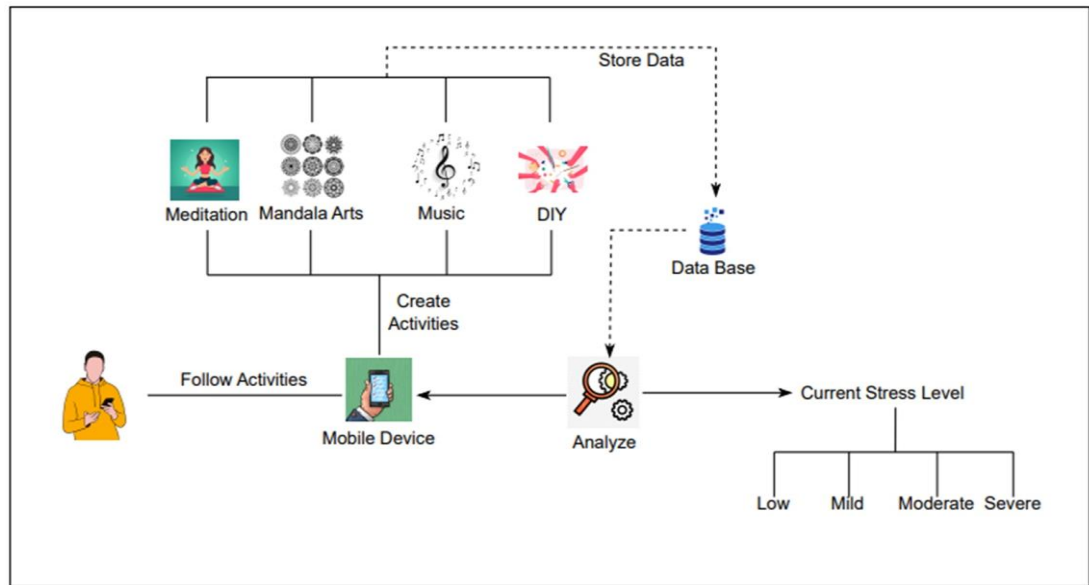 Store Data
Meditation
Mandala Arts
Music
DIY
Data Base
Create
Activities
Follow Activities
Current Stress Level
Mobile Device
Analyze
Low
Mild
Moderate
Severe